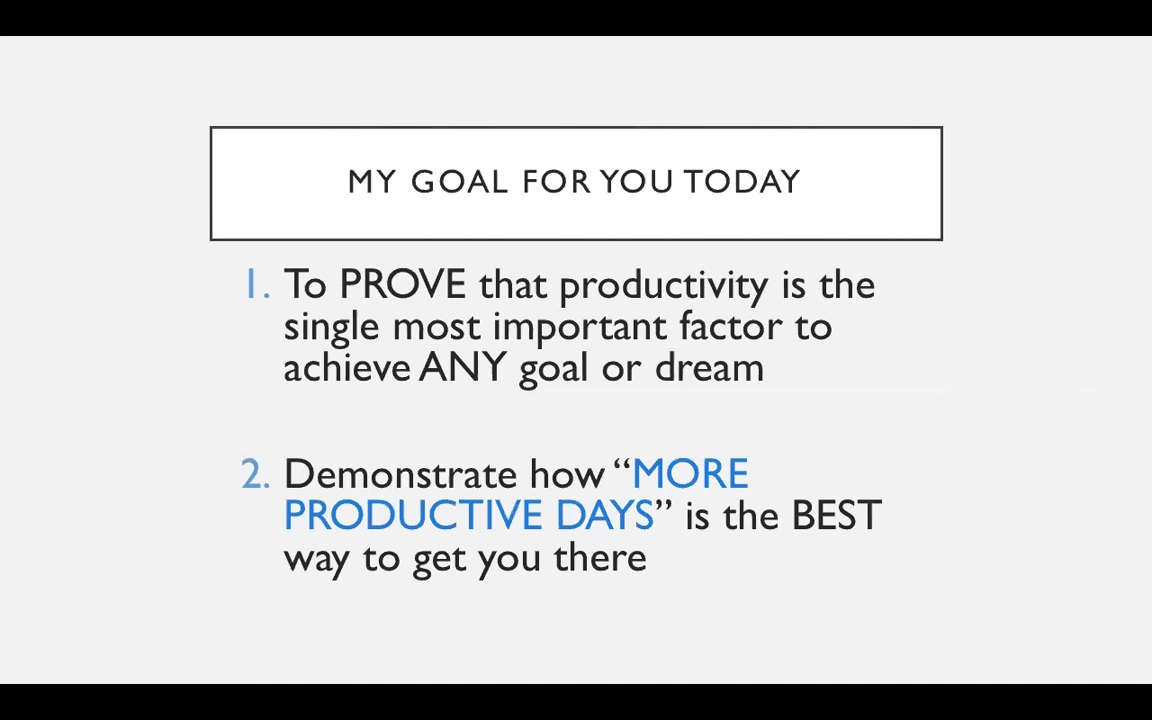 MY GOAL FOR YOU TODAY
1. To PROVE that productivity is the
single most important factor to
achieve ANY goal or dream
2. Demonstrate how “MORE
PRODUCTIVE DAYS” is the BEST
way to get you there